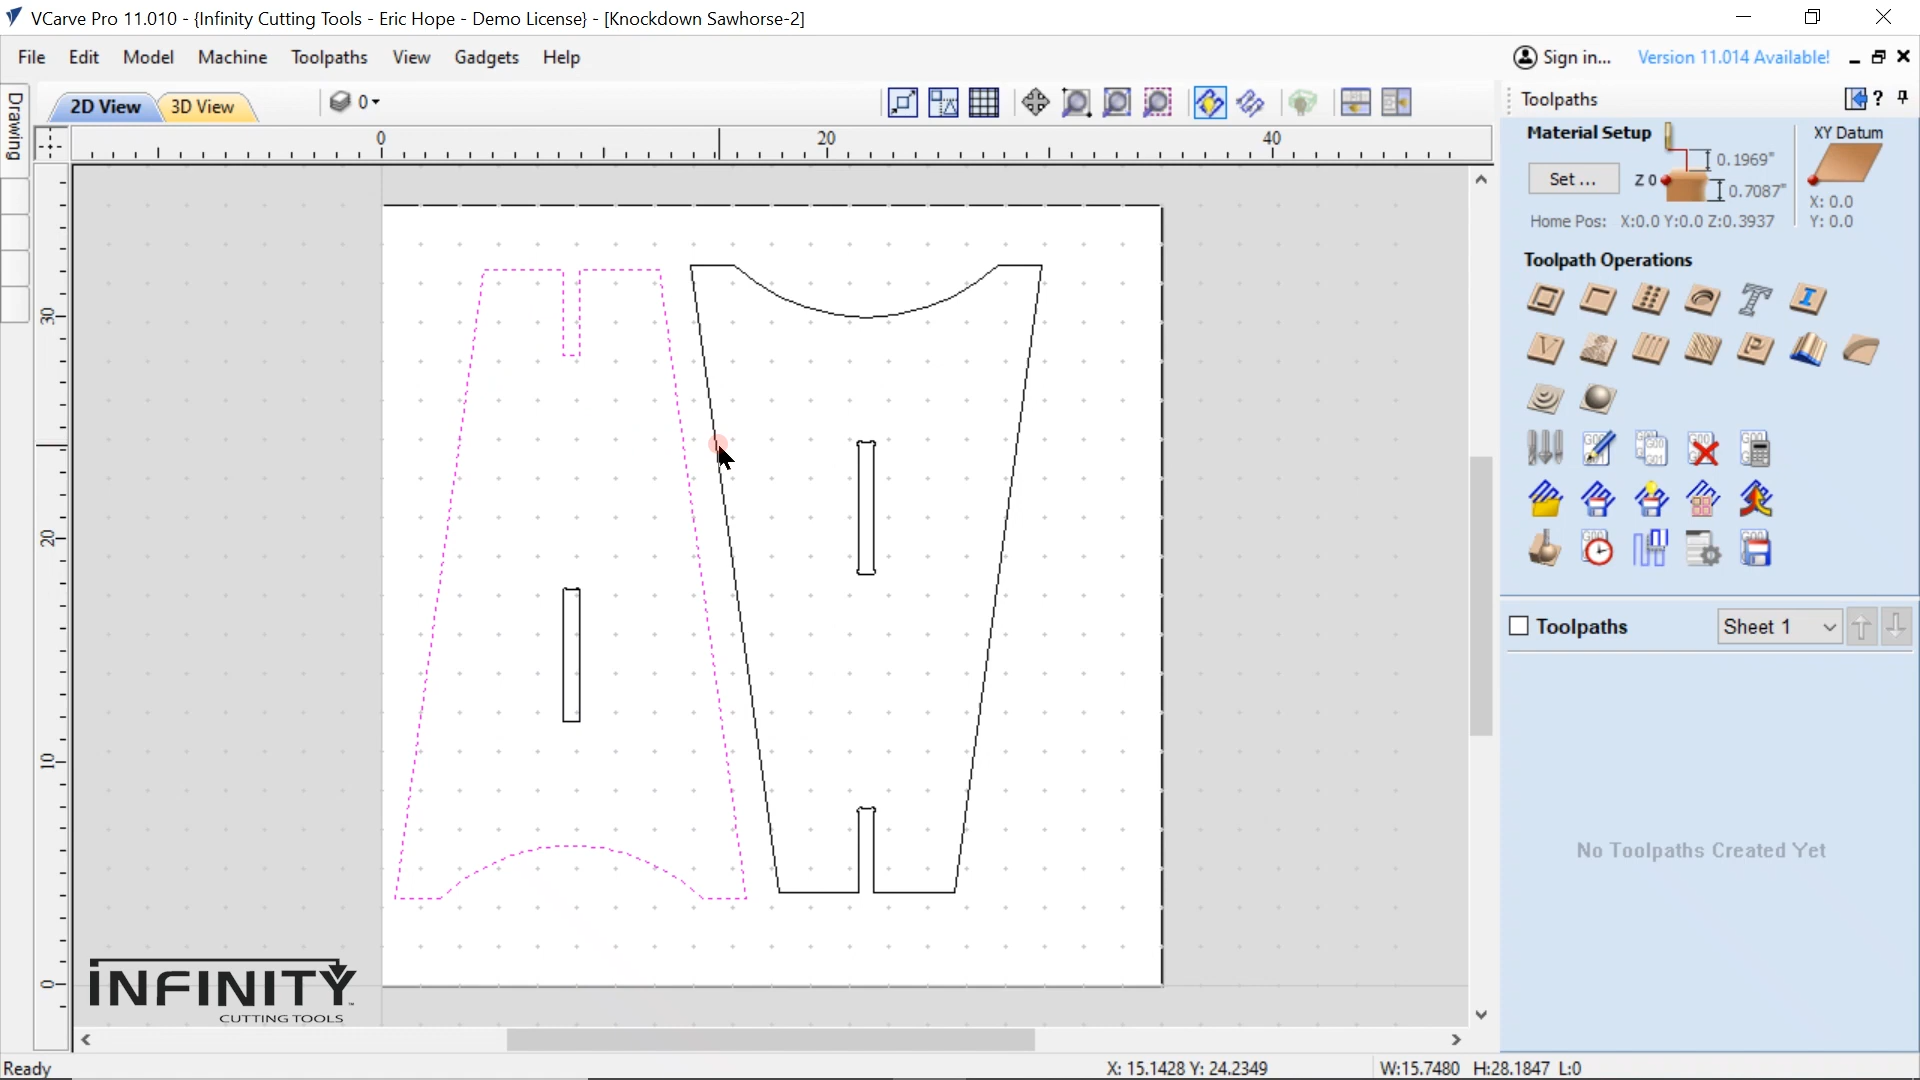 VCarve Pro 11.010 - {Infinity Cutting Tools - Eric Hope - Demo License} - [Knockdown Sawhorse-2]
File Edit Model Machine Toolpaths View Gadgets Help
Sign in... Version 11.014 Available!
Drawing
2D View 3D View
0
Toolpaths
?
0 20 40
30
20
10
0
Material Setup
XY Datum
Set ...
Z 0
0.1969"
0.7087"
X: 0.0
Y: 0.0
Home Pos: X:0.0 Y:0.0 Z:0.3937
Toolpath Operations
Toolpaths Sheet 1
No Toolpaths Created Yet
INFINITY
CUTTING TOOLS
Ready
X: 15.1428 Y: 24.2349
W:15.7480 H:28.1847 L:0